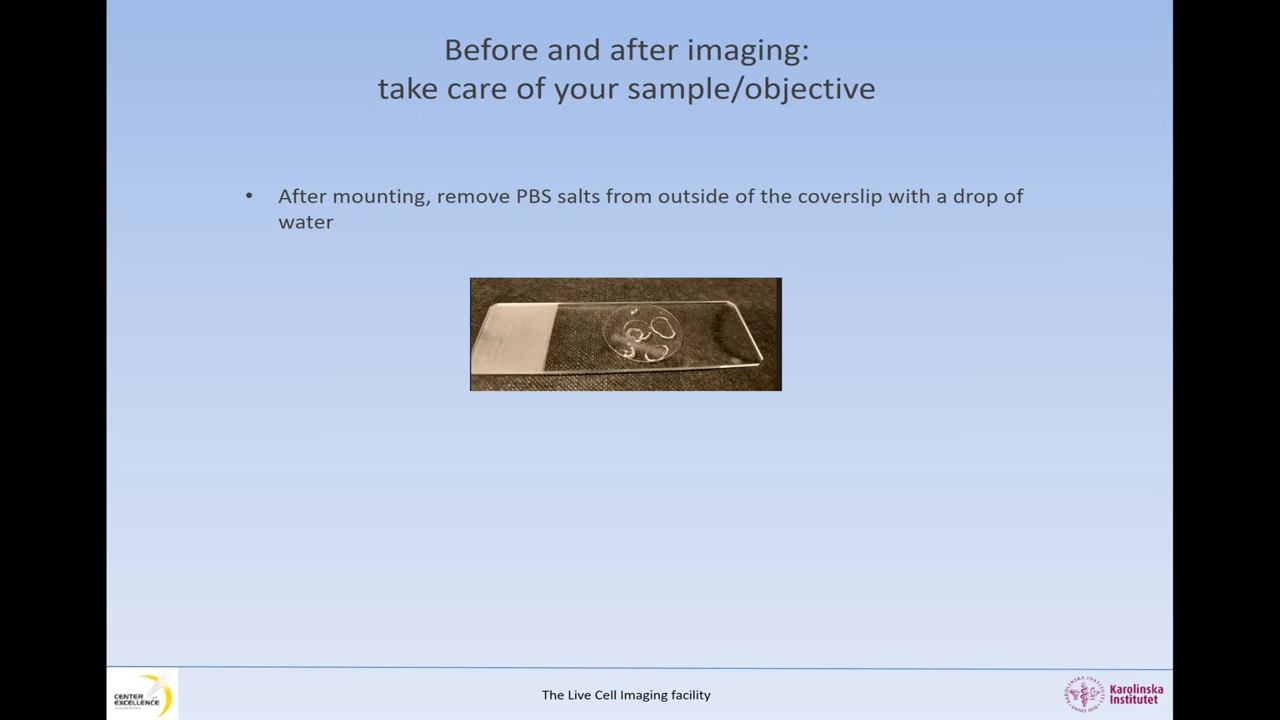 Before and after imaging:
take care of your sample/objective
• After mounting, remove PBS salts from outside of the coverslip with a drop of
water
CENTER
EXCELLENCE
The Live Cell Imaging facility
Karolinska
Institutet